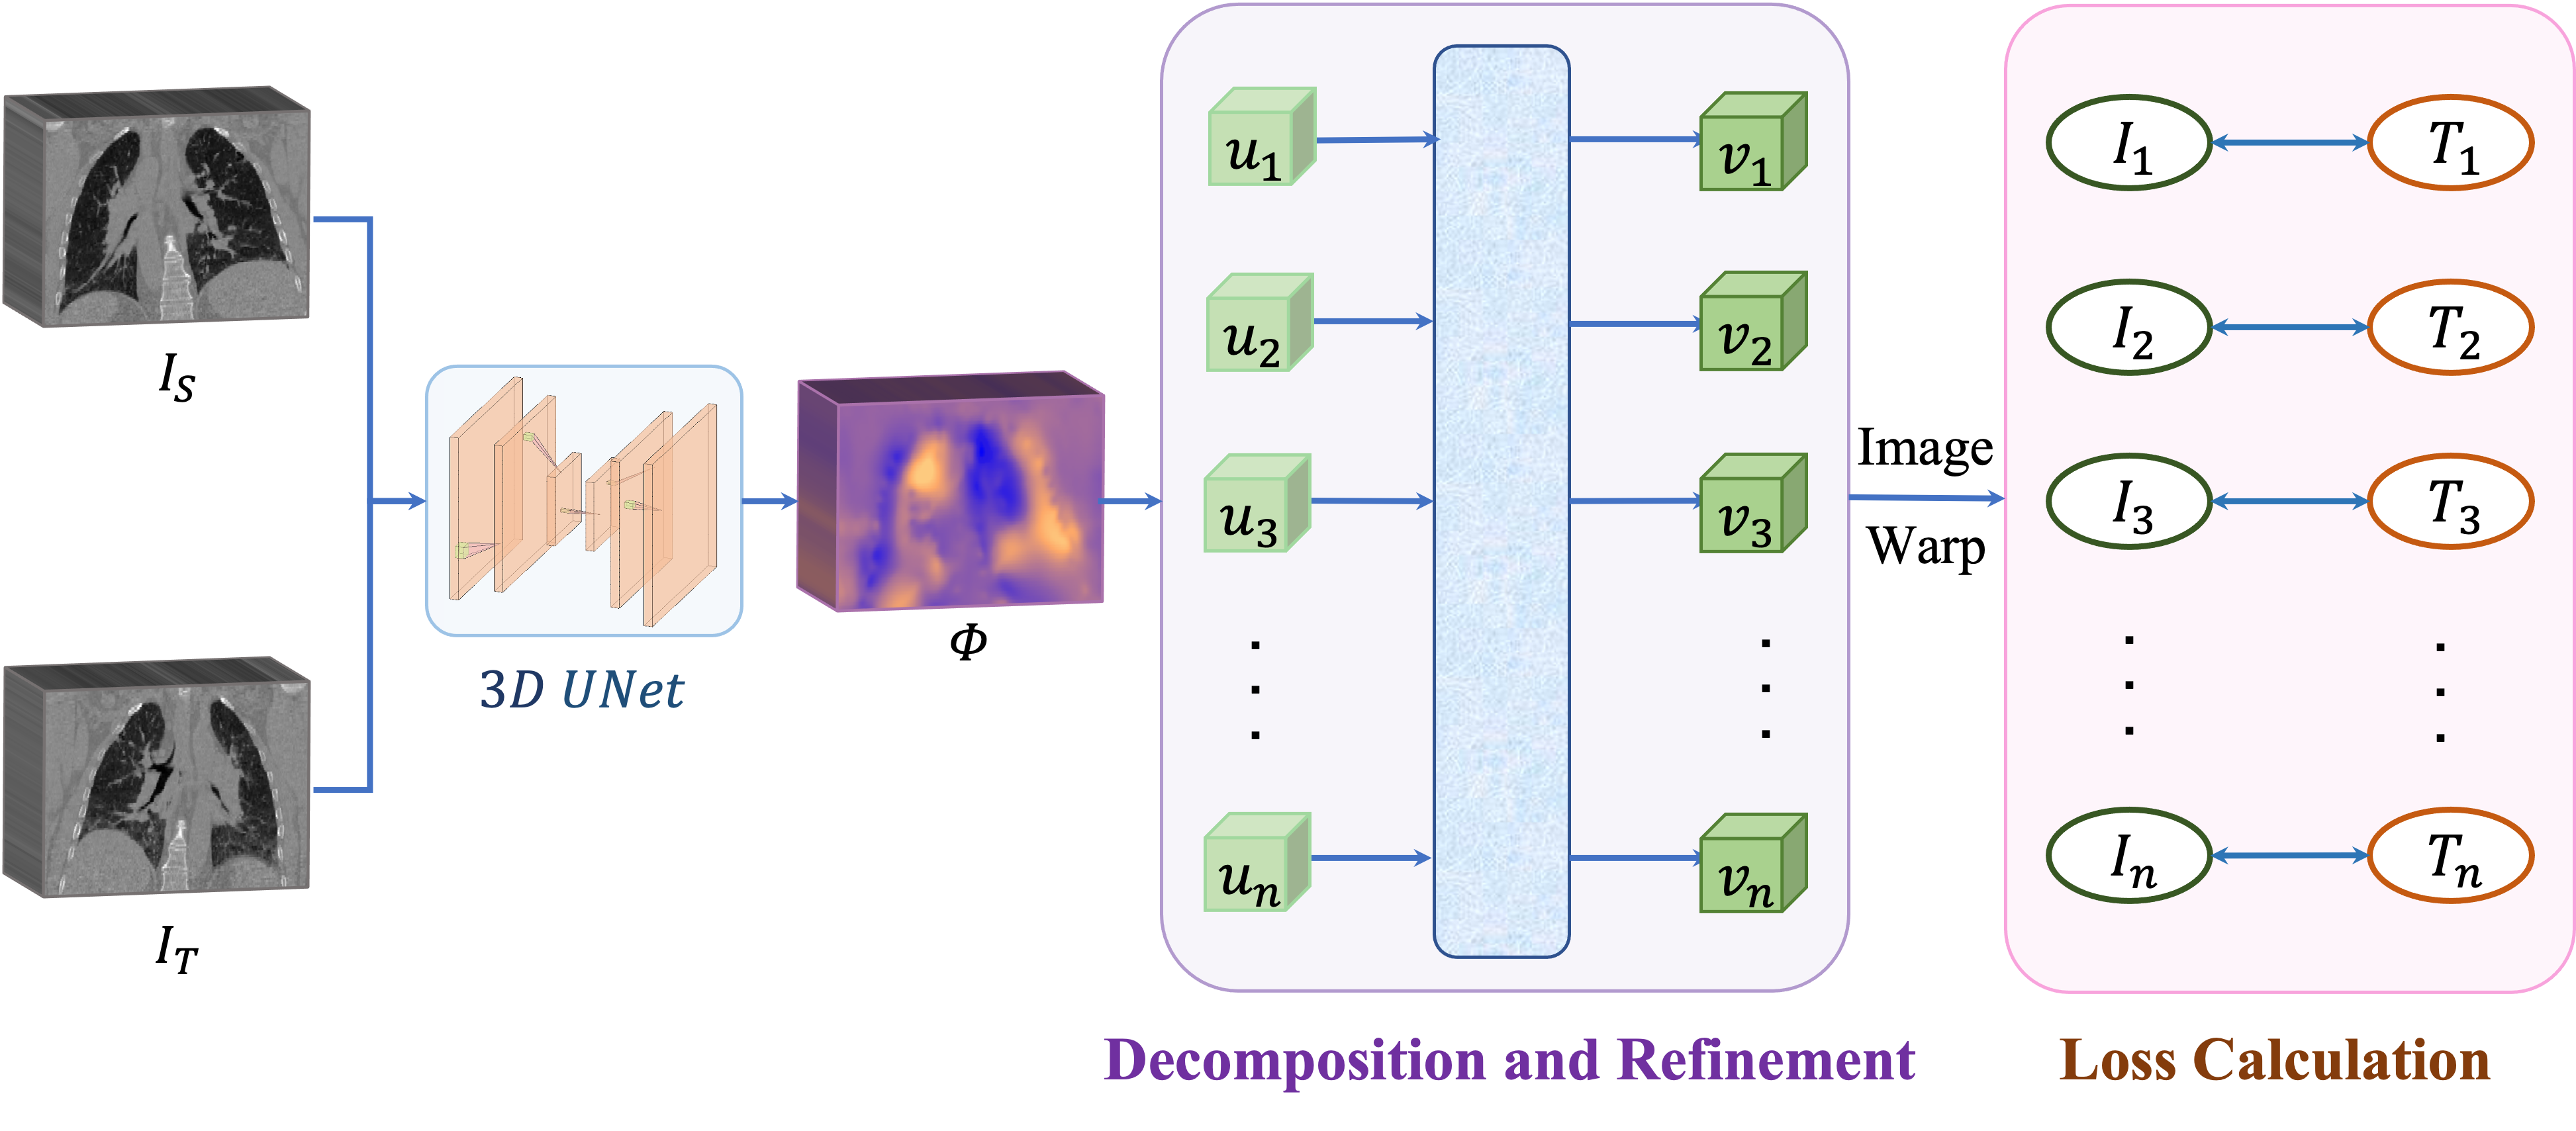 I_S
I_T
3D UNet
Φ
u_1
u_2
u_3
.
.
.
u_n
v_1
v_2
v_3
.
.
.
v_n
Decomposition and Refinement
Image
Warp
I_1
T_1
I_2
T_2
I_3
T_3
.
.
.
.
.
.
I_n
T_n
Loss Calculation